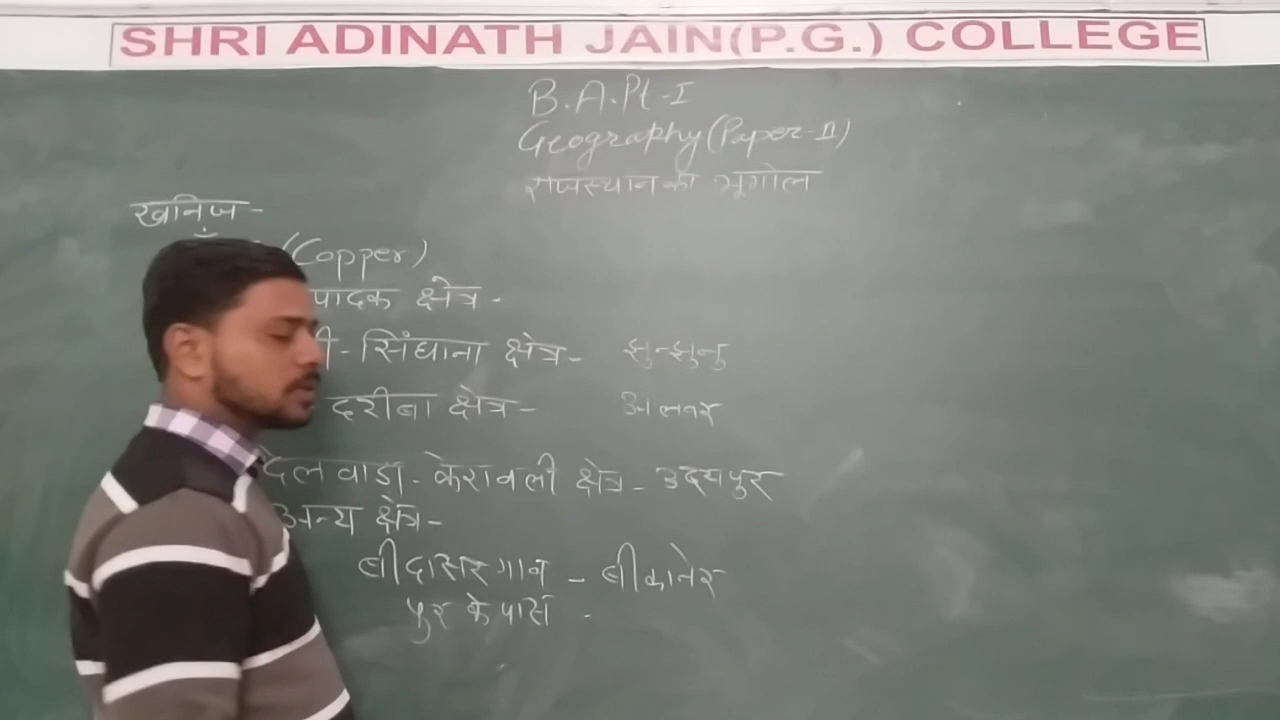 SHRI ADINATH JAIN(P.G.) COLLEGE
B.A.Pt-I
Geography(Paper-II)
राजस्थान का भूगोल
खनिज-
(Copper)
पादक क्षेत्र-
ी-सिंघाना क्षेत्र- झुन्झुनु
दरीबा क्षेत्र- अलवर
देलवाडा-केरावली क्षेत्र- उदयपुर
अन्य क्षेत्र-
बीदासर गाव - बीकानेर
पुर के पास -